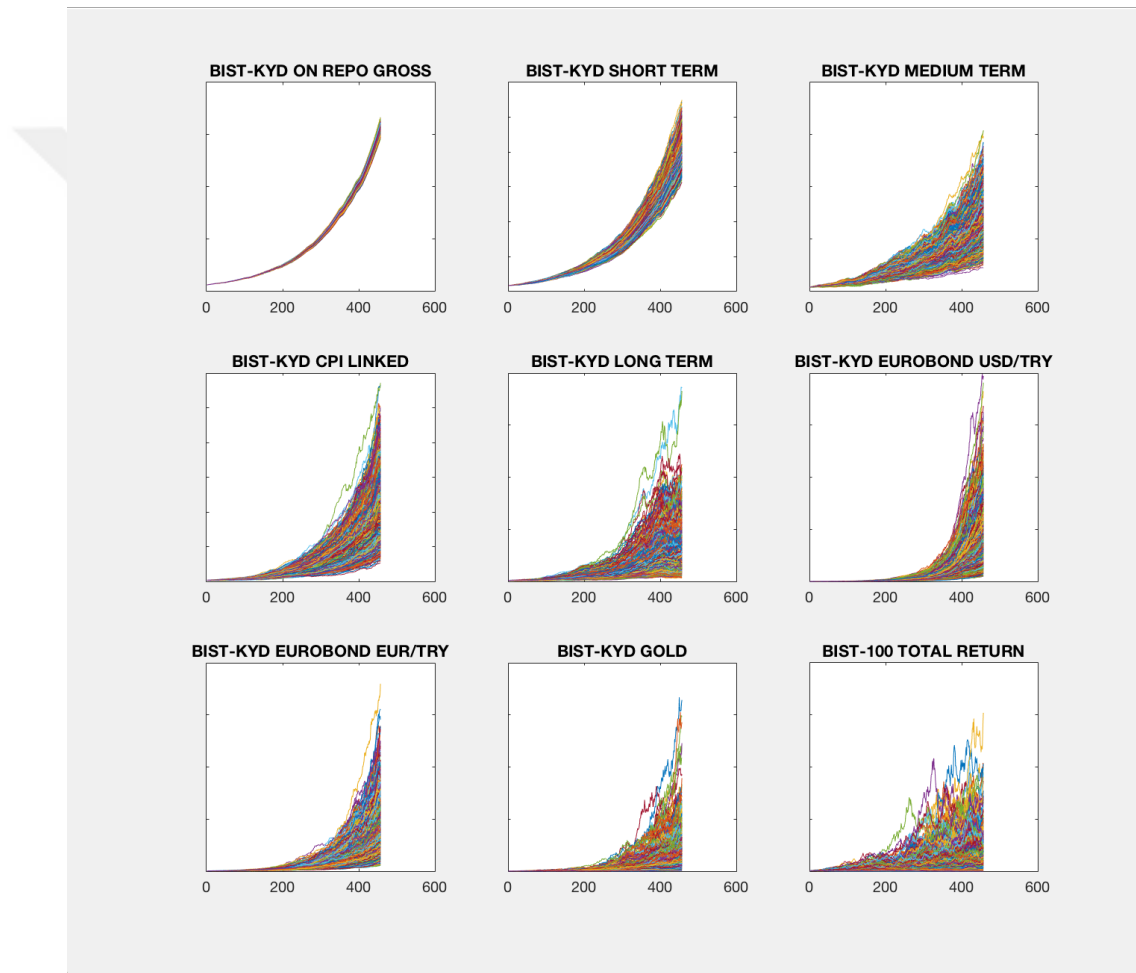 BIST-KYD ON REPO GROSS BIST-KYD SHORT TERM BIST-KYD MEDIUM TERM
0 200 400 600 0 200 400 600 0 200 400 600
BIST-KYD CPI LINKED BIST-KYD LONG TERM BIST-KYD EUROBOND USD/TRY
0 200 400 600 0 200 400 600 0 200 400 600
BIST-KYD EUROBOND EUR/TRY BIST-KYD GOLD BIST-100 TOTAL RETURN
0 200 400 600 0 200 400 600 0 200 400 600